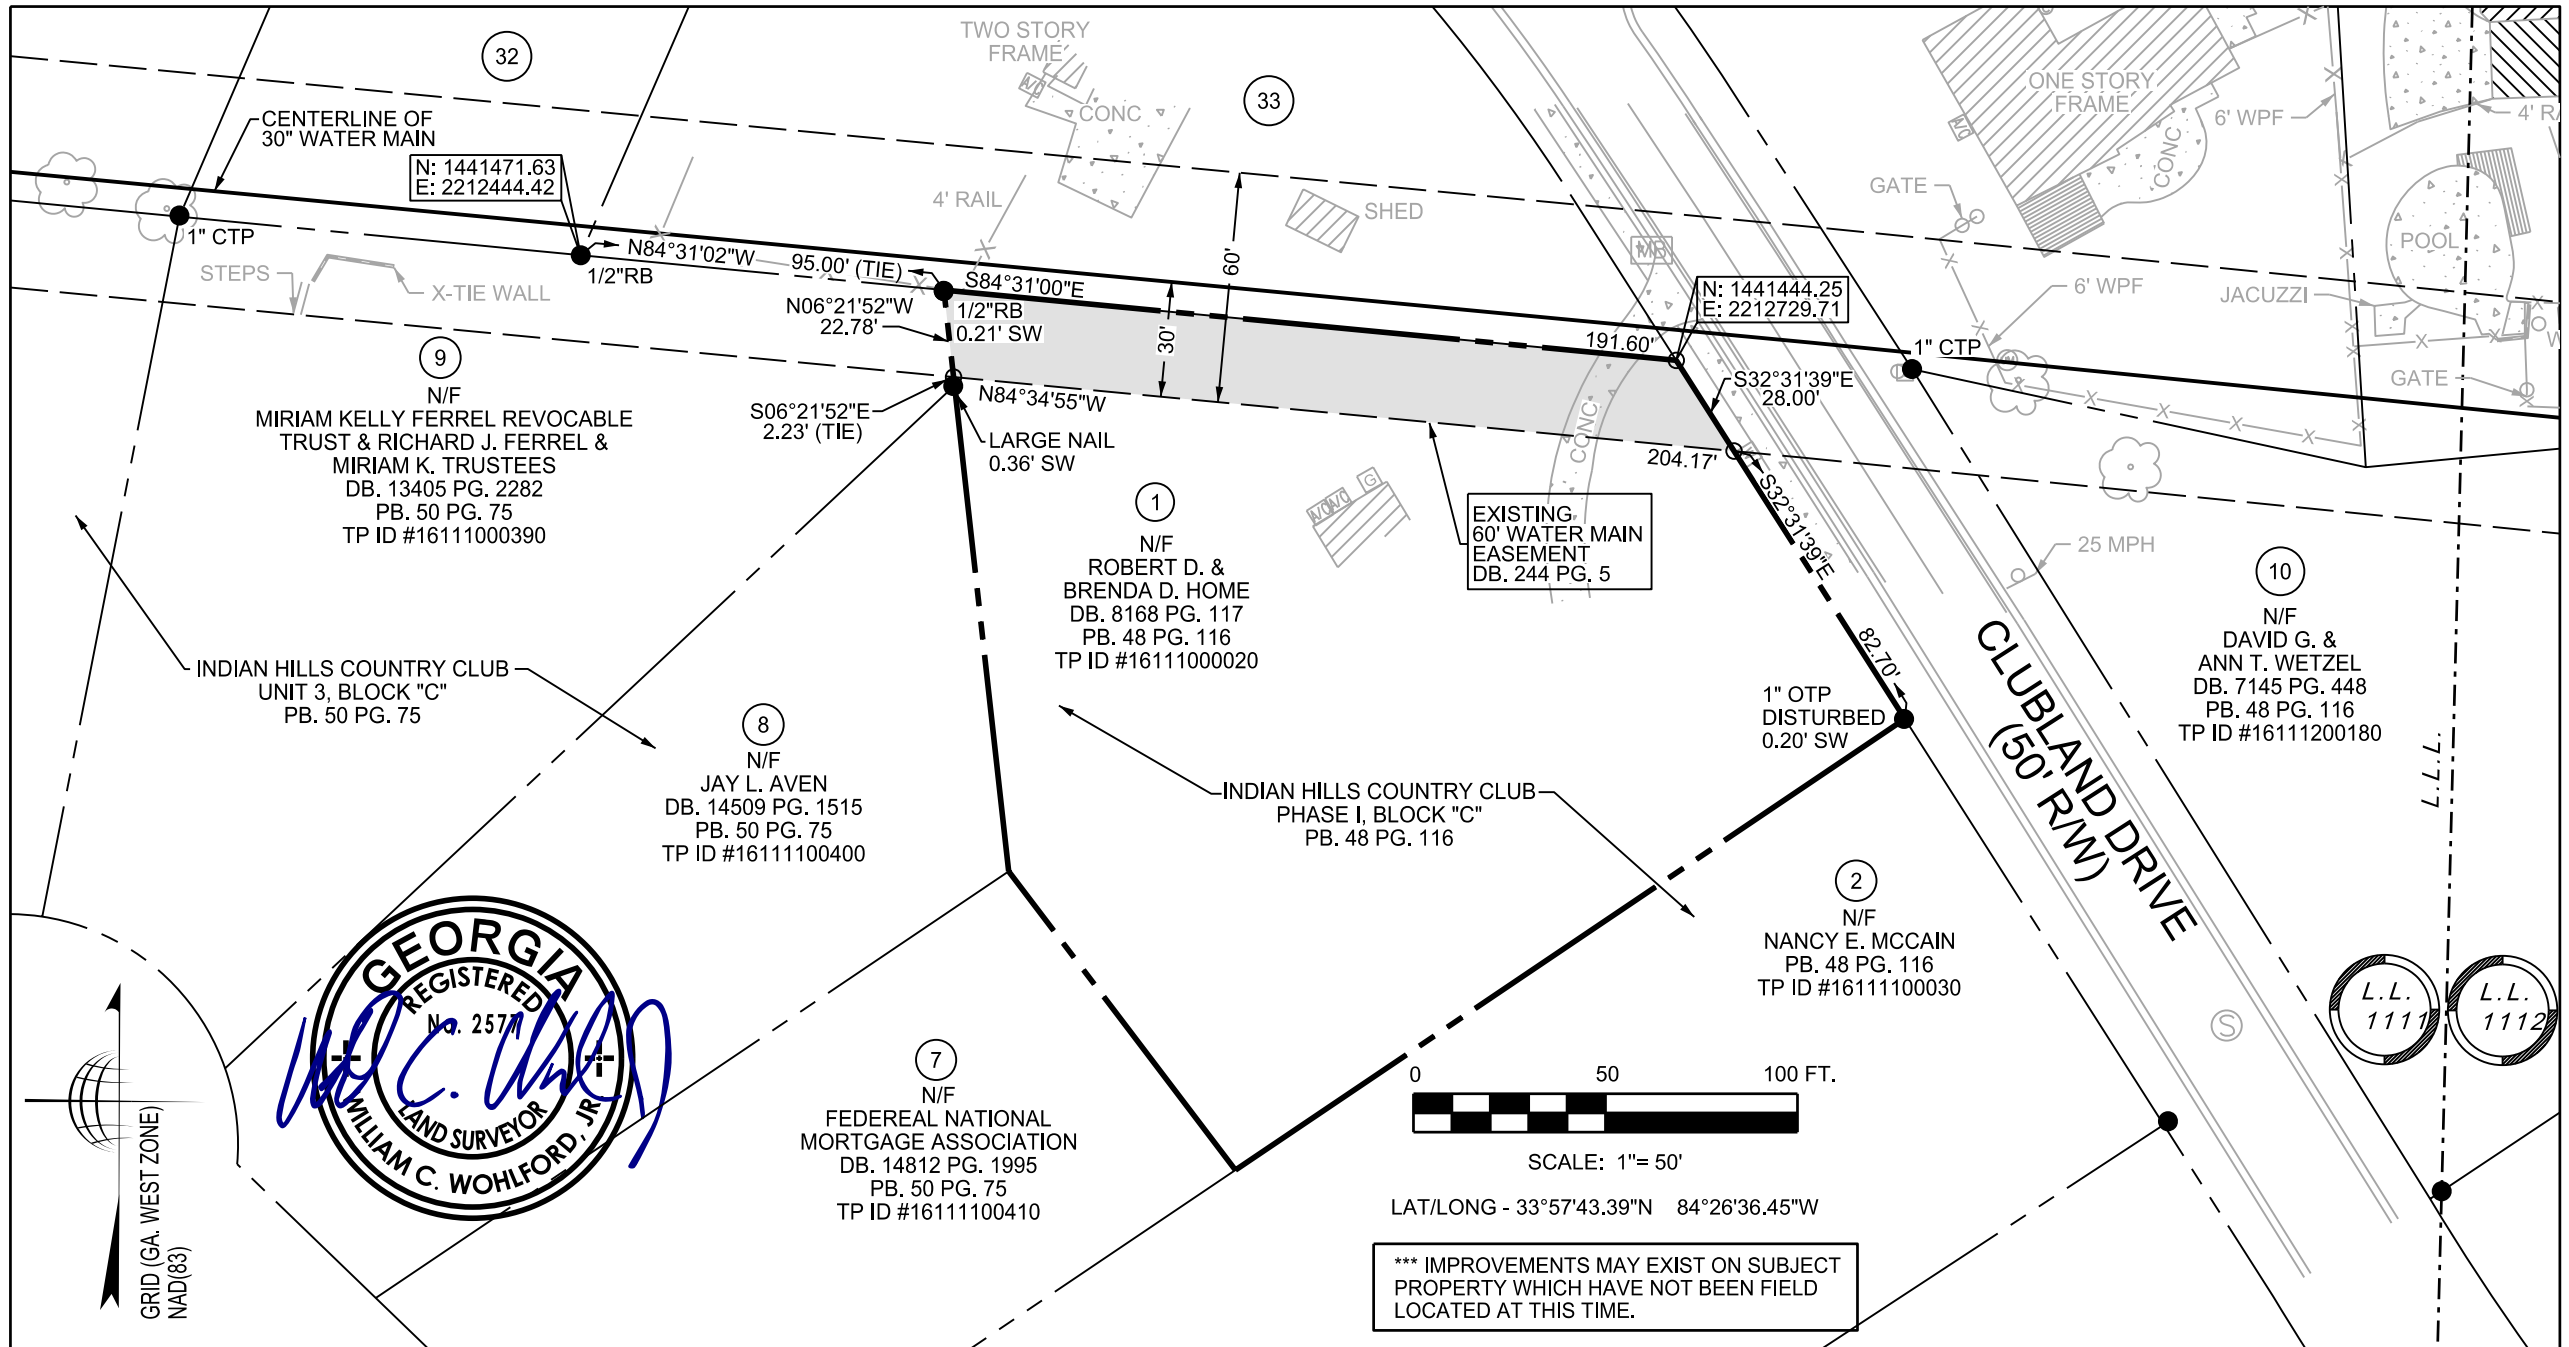 32
TWO STORY
FRAME
A/C
CONC
33
CENTERLINE OF
30" WATER MAIN
N: 1441471.63
E: 2212444.42
1" CTP
STEPS
X-TIE WALL
1/2"RB
N84°31'02"W 95.00' (TIE)
4' RAIL
SHED
60'
30'
MB
S84°31'00"E
191.60'
1/2"RB
0.21' SW
N06°21'52"W
22.78'
S06°21'52"E
2.23' (TIE)
LARGE NAIL
0.36' SW
N84°34'55"W
204.17'
CONC
N: 1441444.25
E: 2212729.71
S32°31'39"E
28.00'
S32°31'39"E
82.70'
1" CTP
ONE STORY
FRAME
A/C
CONC
6' WPF
GATE
6' WPF
JACUZZI
POOL
GATE
25 MPH
9
N/F
MIRIAM KELLY FERREL REVOCABLE
TRUST & RICHARD J. FERREL &
MIRIAM K. TRUSTEES
DB. 13405 PG. 2282
PB. 50 PG. 75
TP ID #16111000390
1
N/F
ROBERT D. &
BRENDA D. HOME
DB. 8168 PG. 117
PB. 48 PG. 116
TP ID #16111000020
A/C
A/C
G
EXISTING
60' WATER MAIN
EASEMENT
DB. 244 PG. 5
10
N/F
DAVID G. &
ANN T. WETZEL
DB. 7145 PG. 448
PB. 48 PG. 116
TP ID #16111200180
INDIAN HILLS COUNTRY CLUB
UNIT 3, BLOCK "C"
PB. 50 PG. 75
8
N/F
JAY L. AVEN
DB. 14509 PG. 1515
PB. 50 PG. 75
TP ID #16111100400
INDIAN HILLS COUNTRY CLUB
PHASE I, BLOCK "C"
PB. 48 PG. 116
1" OTP
DISTURBED
0.20' SW
CLUBLAND DRIVE
(50' R/W)
L.L.L.
2
N/F
NANCY E. MCCAIN
PB. 48 PG. 116
TP ID #16111100030
S
L.L.
1111
L.L.
1112
GEORGIA
REGISTERED
No. 2577
LAND SURVEYOR
WILLIAM C. WOHLFORD, JR.
7
N/F
FEDEREAL NATIONAL
MORTGAGE ASSOCIATION
DB. 14812 PG. 1995
PB. 50 PG. 75
TP ID #16111100410
GRID (GA. WEST ZONE)
NAD(83)
0 50 100 FT.
SCALE: 1"= 50'
LAT/LONG - 33°57'43.39"N 84°26'36.45"W
*** IMPROVEMENTS MAY EXIST ON SUBJECT
PROPERTY WHICH HAVE NOT BEEN FIELD
LOCATED AT THIS TIME.